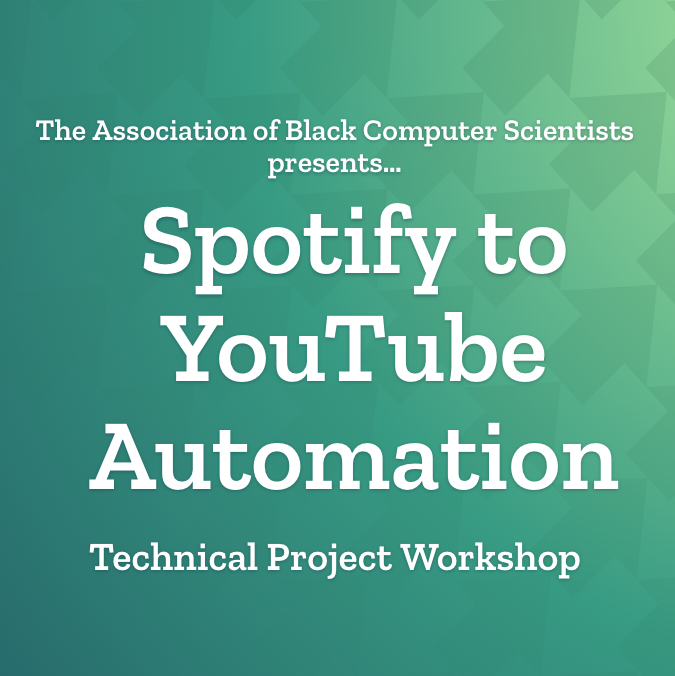 The Association of Black Computer Scientists
presents...
Spotify to
YouTube
Automation
Technical Project Workshop